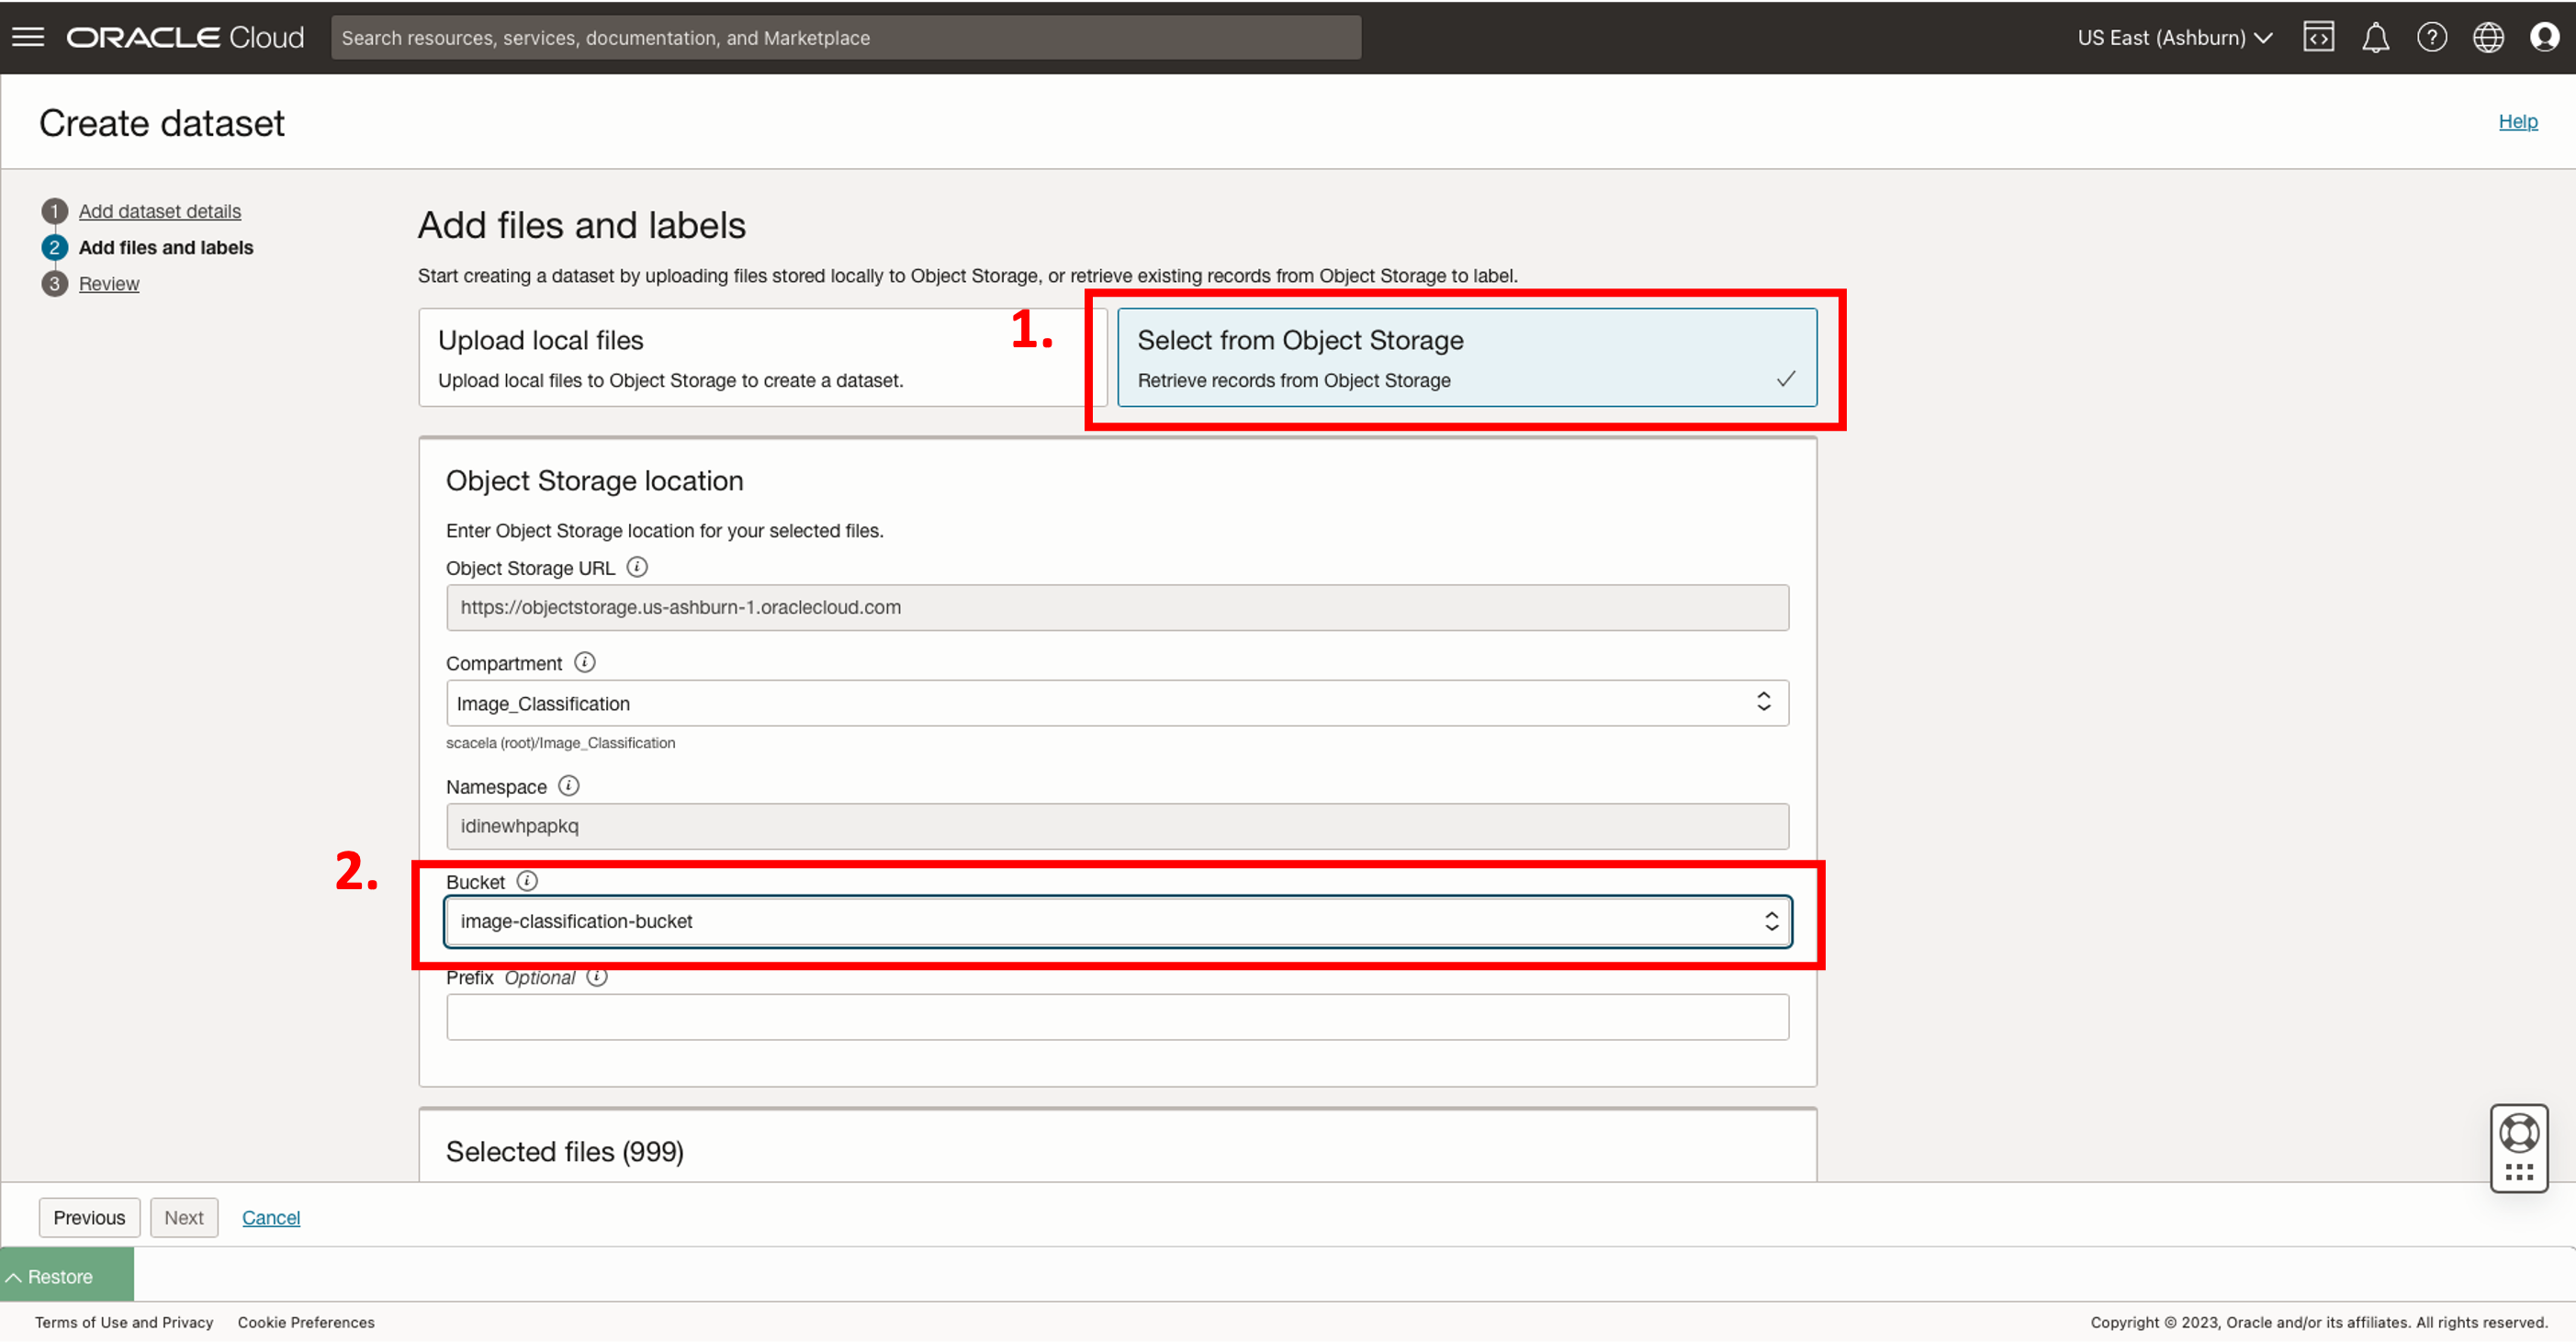 ORACLE Cloud
Search resources, services, documentation, and Marketplace
US East (Ashburn)
Create dataset
Help
1 Add dataset details
2 Add files and labels
3 Review
Add files and labels
Start creating a dataset by uploading files stored locally to Object Storage, or retrieve existing records from Object Storage to label.
Upload local files
Upload local files to Object Storage to create a dataset.
1.
Select from Object Storage
Retrieve records from Object Storage
Object Storage location
Enter Object Storage location for your selected files.
Object Storage URL
https://objectstorage.us-ashburn-1.oraclecloud.com
Compartment
Image_Classification
scacela (root)/Image_Classification
Namespace
idinewhpapkq
2.
Bucket
image-classification-bucket
Prefix Optional
Selected files (999)
Previous Next Cancel
Restore
Terms of Use and Privacy Cookie Preferences
Copyright © 2023, Oracle and/or its affiliates. All rights reserved.